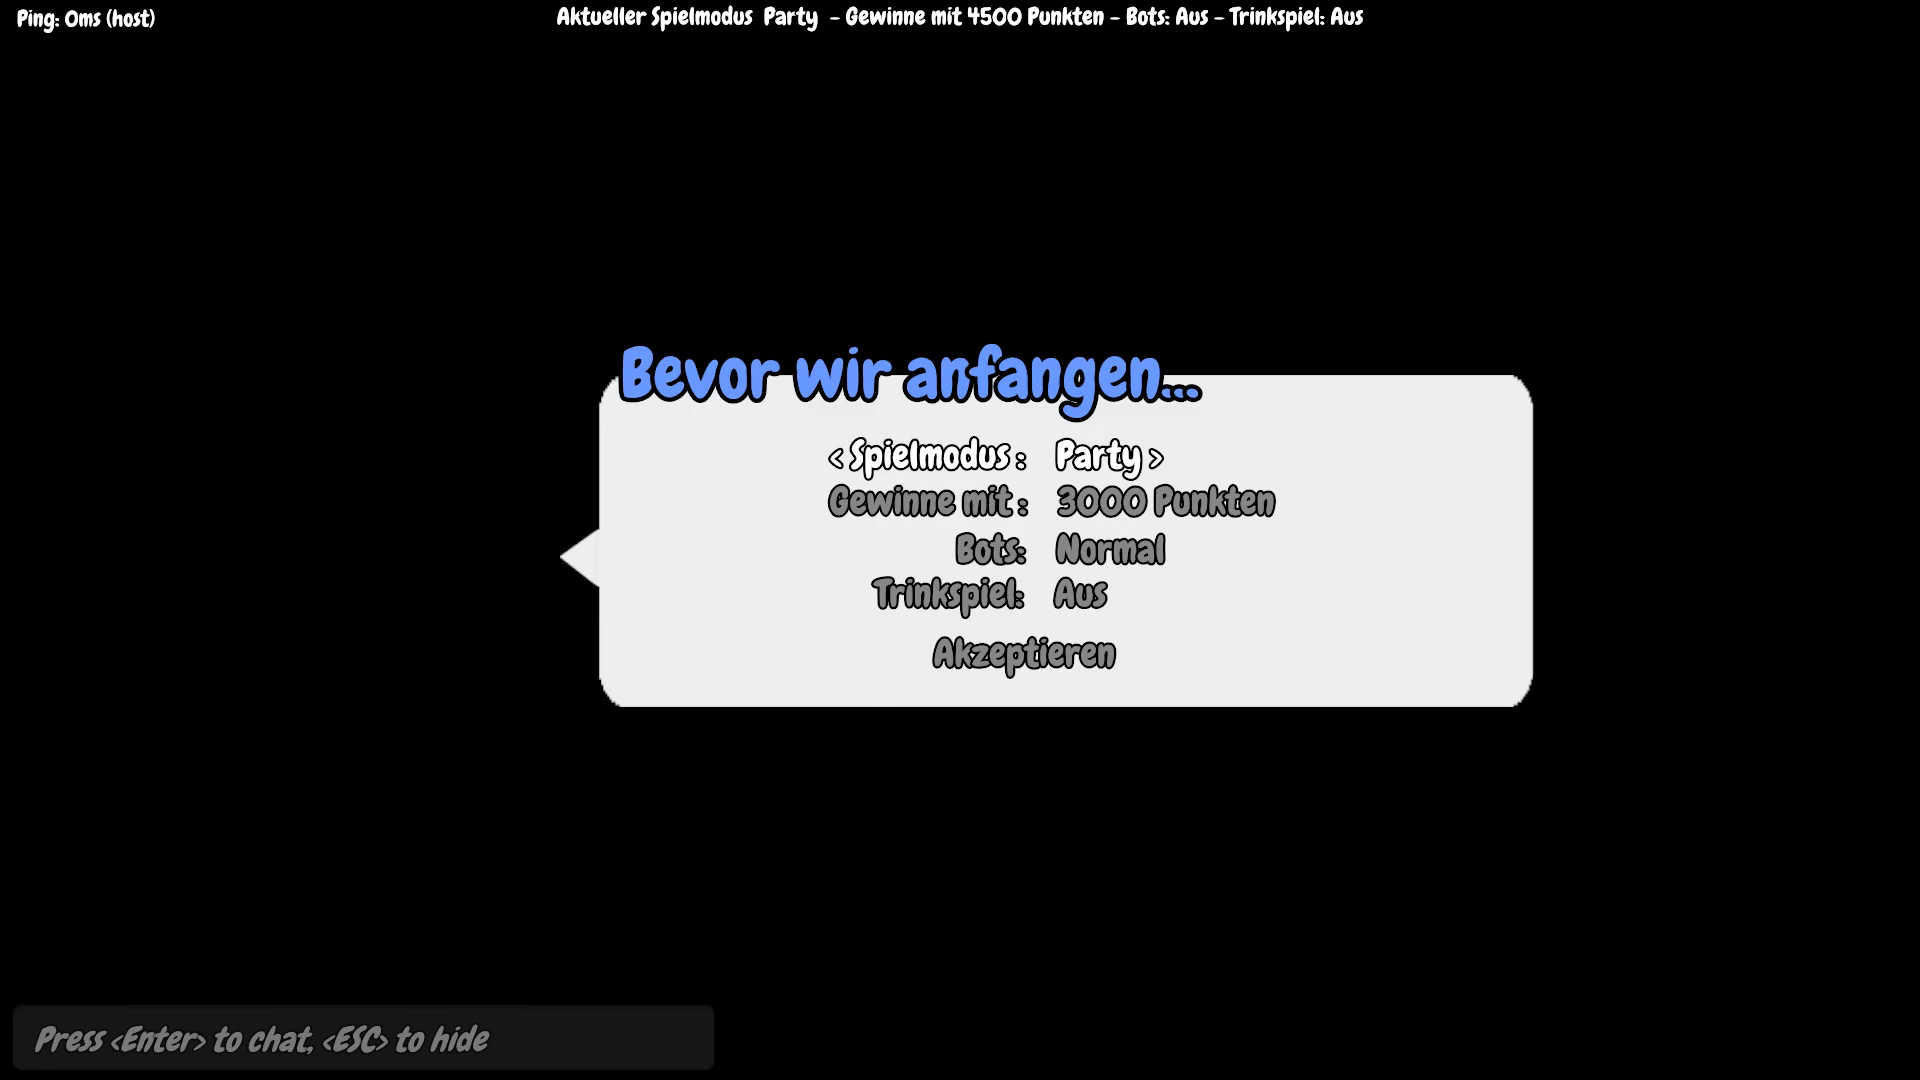 Ping: 0ms (host)
Aktueller Spielmodus Party - Gewinne mit 4500 Punkten - Bots: Aus - Trinkspiel: Aus
Bevor wir anfangen...
< Spielmodus : Party >
Gewinne mit : 3000 Punkten
Bots: Normal
Trinkspiel: Aus
Akzeptieren
Press <Enter> to chat, <ESC> to hide